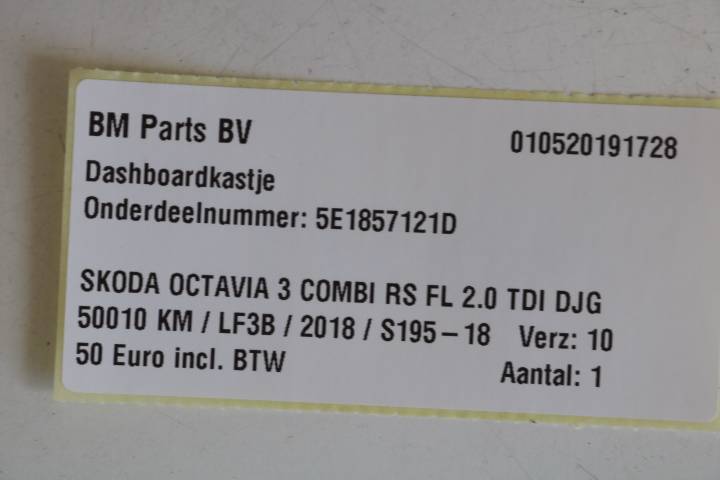 BM Parts BV 010520191728
Dashboardkastje
Onderdeelnummer: 5E1857121D
SKODA OCTAVIA 3 COMBI RS FL 2.0 TDI DJG
50010 KM / LF3B / 2018 / S195-18 Verz: 10
50 Euro incl. BTW Aantal: 1